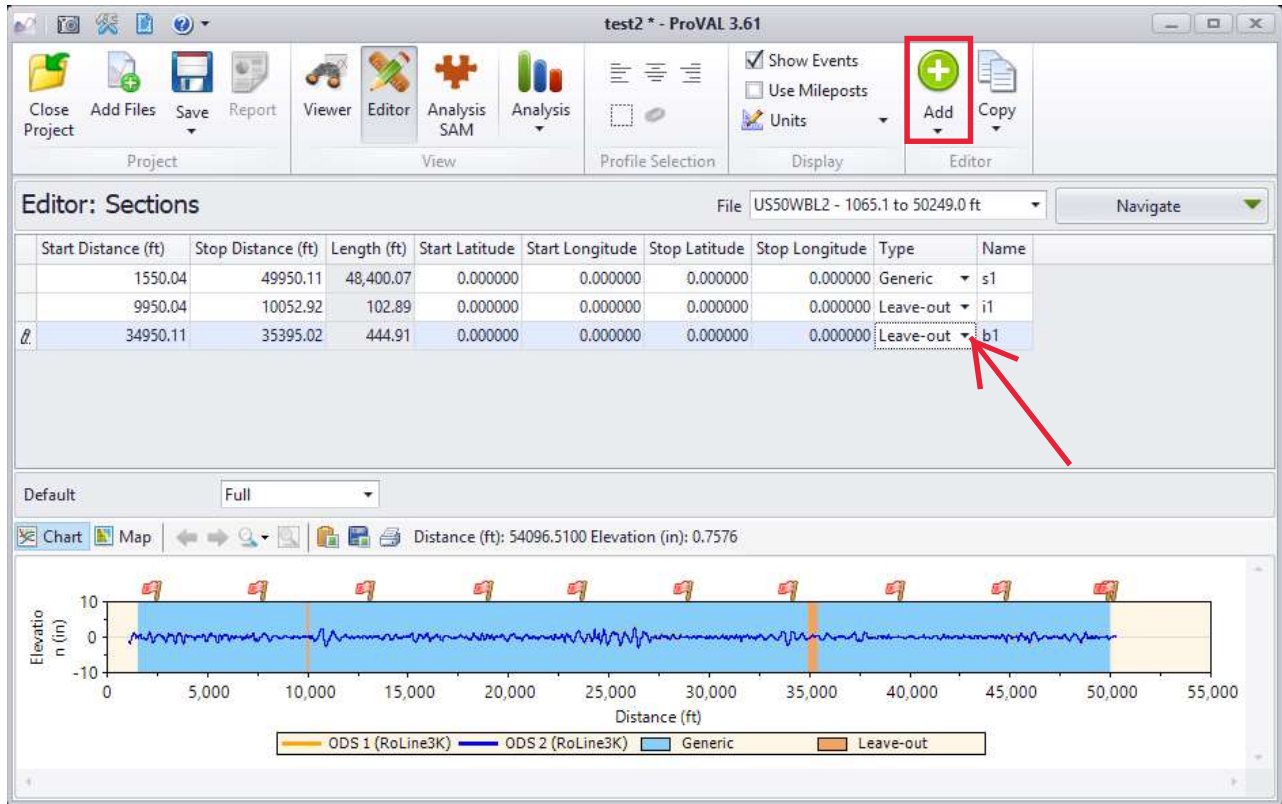 test2 * - ProVAL 3.61
Close Project
Add Files
Save
Report
Viewer
Editor
Analysis SAM
Analysis
Show Events
Use Mileposts
Units
Add
Copy
Project
View
Profile Selection
Display
Editor
Editor: Sections
File US50WBL2 - 1065.1 to 50249.0 ft
Navigate
Start Distance (ft) Stop Distance (ft) Length (ft) Start Latitude Start Longitude Stop Latitude Stop Longitude Type Name
1550.04 49950.11 48,400.07 0.000000 0.000000 0.000000 0.000000 Generic s1
9950.04 10052.92 102.89 0.000000 0.000000 0.000000 0.000000 Leave-out i1
34950.11 35395.02 444.91 0.000000 0.000000 0.000000 0.000000 Leave-out b1
Default Full
Chart Map Distance (ft): 54096.5100 Elevation (in): 0.7576
Elevatio
n (in)
10
0
-10
0 5,000 10,000 15,000 20,000 25,000 30,000 35,000 40,000 45,000 50,000 55,000
Distance (ft)
ODS 1 (RoLine3K) ODS 2 (RoLine3K) Generic Leave-out